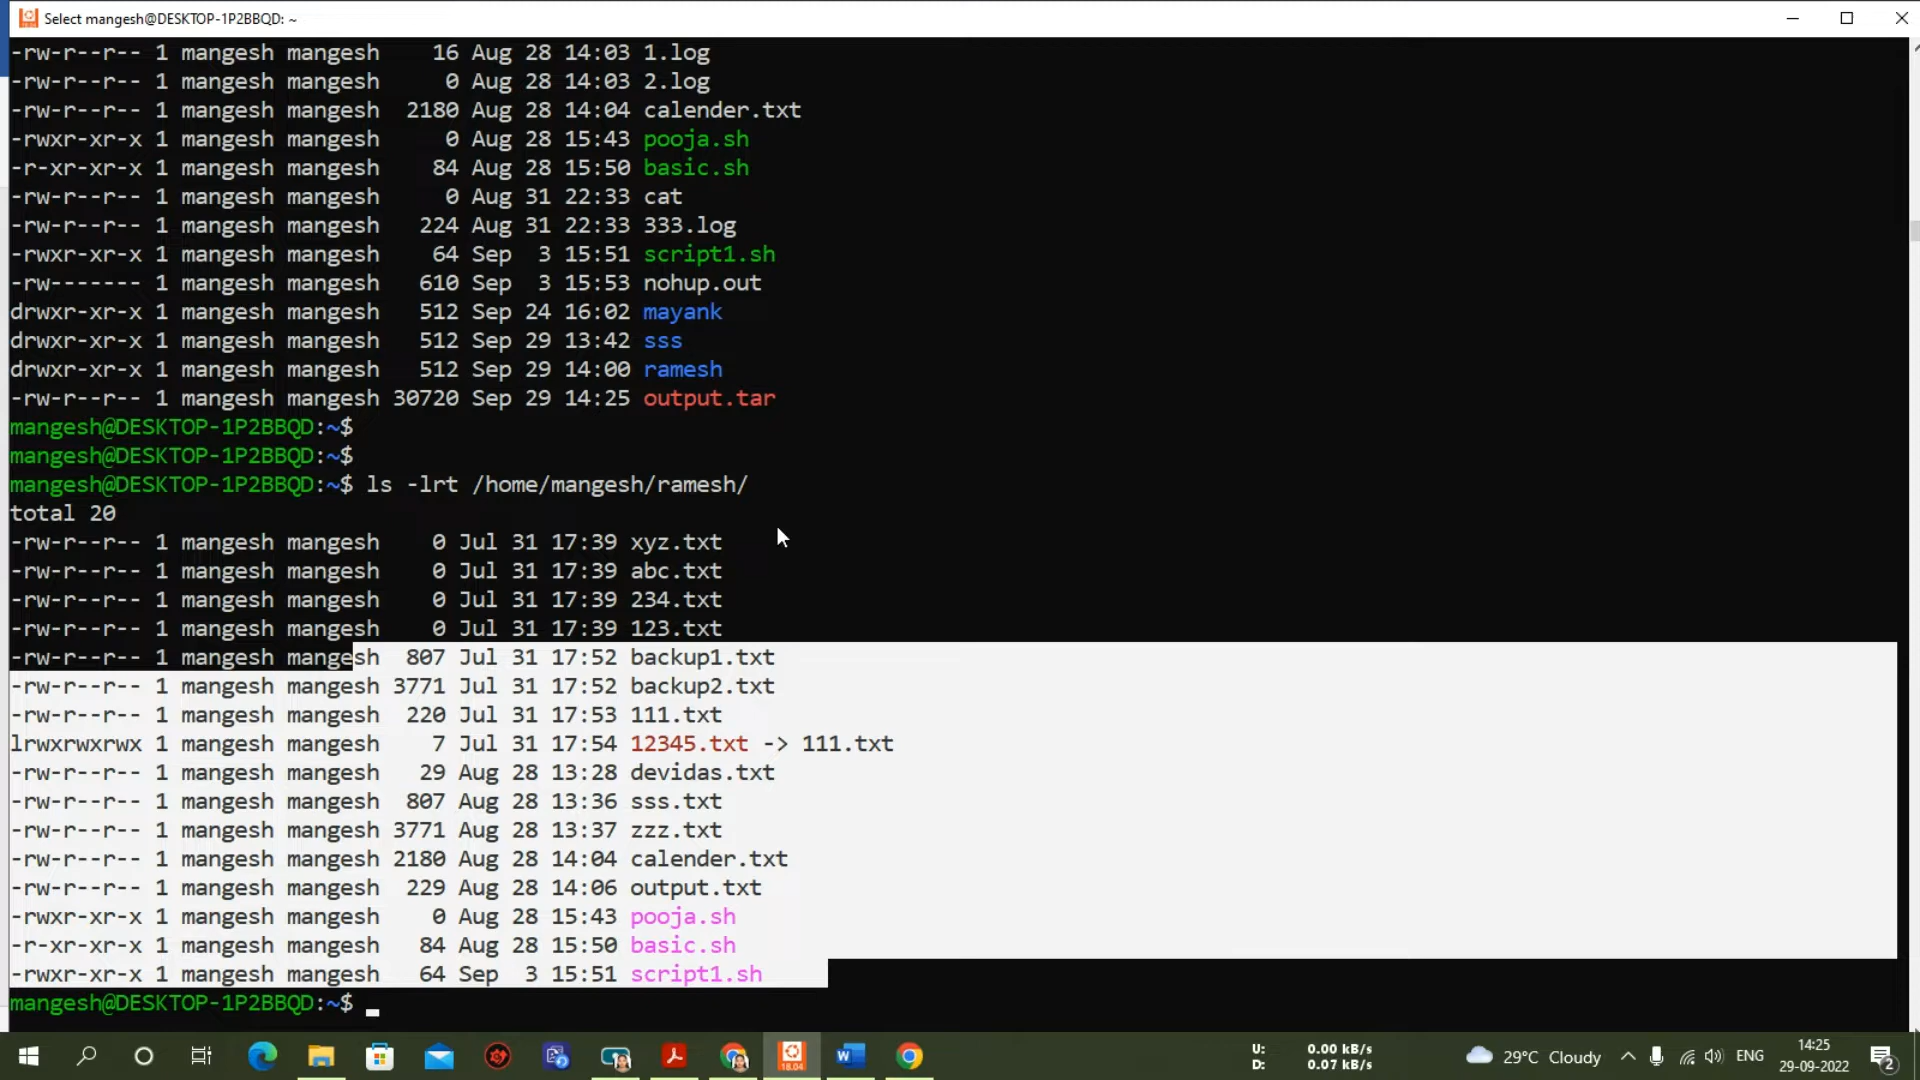 Select mangesh@DESKTOP-1P2BBQD: ~
-rw-r--r-- 1 mangesh mangesh    16 Aug 28 14:03 1.log
-rw-r--r-- 1 mangesh mangesh     0 Aug 28 14:03 2.log
-rw-r--r-- 1 mangesh mangesh  2180 Aug 28 14:04 calender.txt
-rwxr-xr-x 1 mangesh mangesh     0 Aug 28 15:43 pooja.sh
-r-xr-xr-x 1 mangesh mangesh    84 Aug 28 15:50 basic.sh
-rw-r--r-- 1 mangesh mangesh     0 Aug 31 22:33 cat
-rw-r--r-- 1 mangesh mangesh   224 Aug 31 22:33 333.log
-rwxr-xr-x 1 mangesh mangesh    64 Sep  3 15:51 script1.sh
-rw------- 1 mangesh mangesh   610 Sep  3 15:53 nohup.out
drwxr-xr-x 1 mangesh mangesh   512 Sep 24 16:02 mayank
drwxr-xr-x 1 mangesh mangesh   512 Sep 29 13:42 sss
drwxr-xr-x 1 mangesh mangesh   512 Sep 29 14:00 ramesh
-rw-r--r-- 1 mangesh mangesh 30720 Sep 29 14:25 output.tar
mangesh@DESKTOP-1P2BBQD:~$
mangesh@DESKTOP-1P2BBQD:~$
mangesh@DESKTOP-1P2BBQD:~$ ls -lrt /home/mangesh/ramesh/
total 20
-rw-r--r-- 1 mangesh mangesh    0 Jul 31 17:39 xyz.txt
-rw-r--r-- 1 mangesh mangesh    0 Jul 31 17:39 abc.txt
-rw-r--r-- 1 mangesh mangesh    0 Jul 31 17:39 234.txt
-rw-r--r-- 1 mangesh mangesh    0 Jul 31 17:39 123.txt
-rw-r--r-- 1 mangesh mangesh  807 Jul 31 17:52 backup1.txt
-rw-r--r-- 1 mangesh mangesh 3771 Jul 31 17:52 backup2.txt
-rw-r--r-- 1 mangesh mangesh  220 Jul 31 17:53 111.txt
lrwxrwxrwx 1 mangesh mangesh    7 Jul 31 17:54 12345.txt -> 111.txt
-rw-r--r-- 1 mangesh mangesh   29 Aug 28 13:28 devidas.txt
-rw-r--r-- 1 mangesh mangesh  807 Aug 28 13:36 sss.txt
-rw-r--r-- 1 mangesh mangesh 3771 Aug 28 13:37 zzz.txt
-rw-r--r-- 1 mangesh mangesh 2180 Aug 28 14:04 calender.txt
-rw-r--r-- 1 mangesh mangesh  229 Aug 28 14:06 output.txt
-rwxr-xr-x 1 mangesh mangesh    0 Aug 28 15:43 pooja.sh
-r-xr-xr-x 1 mangesh mangesh   84 Aug 28 15:50 basic.sh
-rwxr-xr-x 1 mangesh mangesh   64 Sep  3 15:51 script1.sh
mangesh@DESKTOP-1P2BBQD:~$
18.04
U: 0.00 kB/s
D: 0.07 kB/s
29°C Cloudy
ENG
14:25
29-09-2022
2